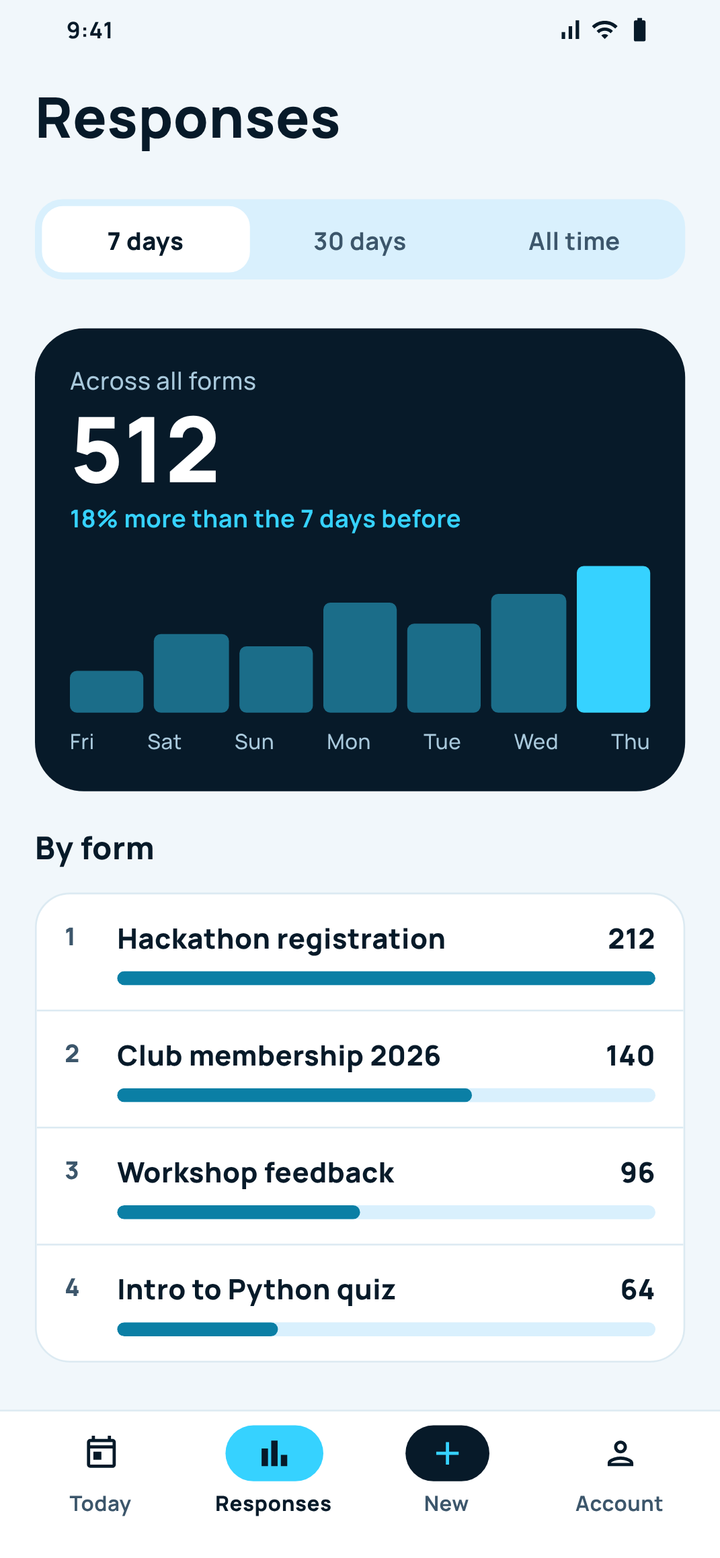 9:41
Responses
7 days 30 days All time
Across all forms
512
18% more than the 7 days before
Fri Sat Sun Mon Tue Wed Thu
By form
1 Hackathon registration 212
2 Club membership 2026 140
3 Workshop feedback 96
4 Intro to Python quiz 64
Today Responses New Account